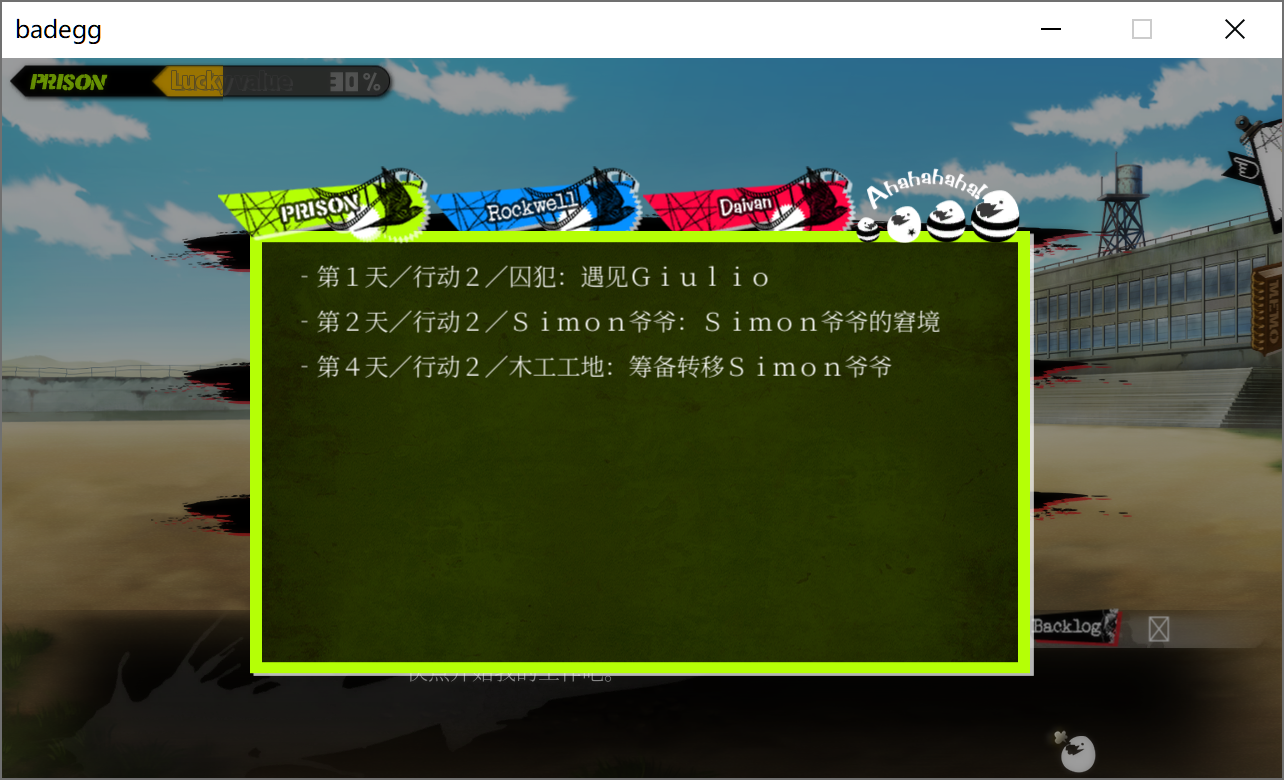 badegg
PRISON
Lucky value 30%
PRISON
Rockwell
Daivan
Ahahahaha!
- 第１天／行动２／囚犯：遇见Ｇｉｕｌｉｏ
- 第２天／行动２／Ｓｉｍｏｎ爷爷：Ｓｉｍｏｎ爷爷的窘境
- 第４天／行动２／木工工地：筹备转移Ｓｉｍｏｎ爷爷
MEMO
Backlog